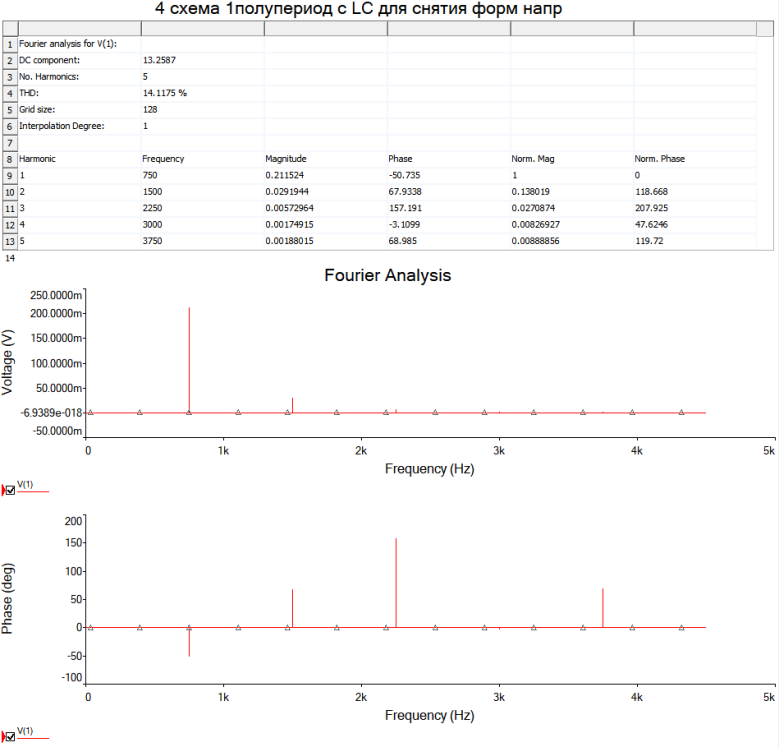 4 схема 1полупериод с LC для снятия форм напр
1 Fourier analysis for V(1):
2 DC component: 13.2587
3 No. Harmonics: 5
4 THD: 14.1175 %
5 Grid size: 128
6 Interpolation Degree: 1
7
8 Harmonic Frequency Magnitude Phase Norm. Mag Norm. Phase
9 1 750 0.211524 -50.735 1 0
10 2 1500 0.0291944 67.9338 0.138019 118.668
11 3 2250 0.00572964 157.191 0.0270874 207.925
12 4 3000 0.00174915 -3.1099 0.00826927 47.6246
13 5 3750 0.00188015 68.985 0.00888856 119.72
14
Fourier Analysis
Voltage (V)
250.0000m
200.0000m
150.0000m
100.0000m
50.0000m
-6.9389e-018
-50.0000m
0 1k 2k 3k 4k 5k
Frequency (Hz)
V(1)
Phase (deg)
200
150
100
50
0
-50
-100
0 1k 2k 3k 4k 5k
Frequency (Hz)
V(1)